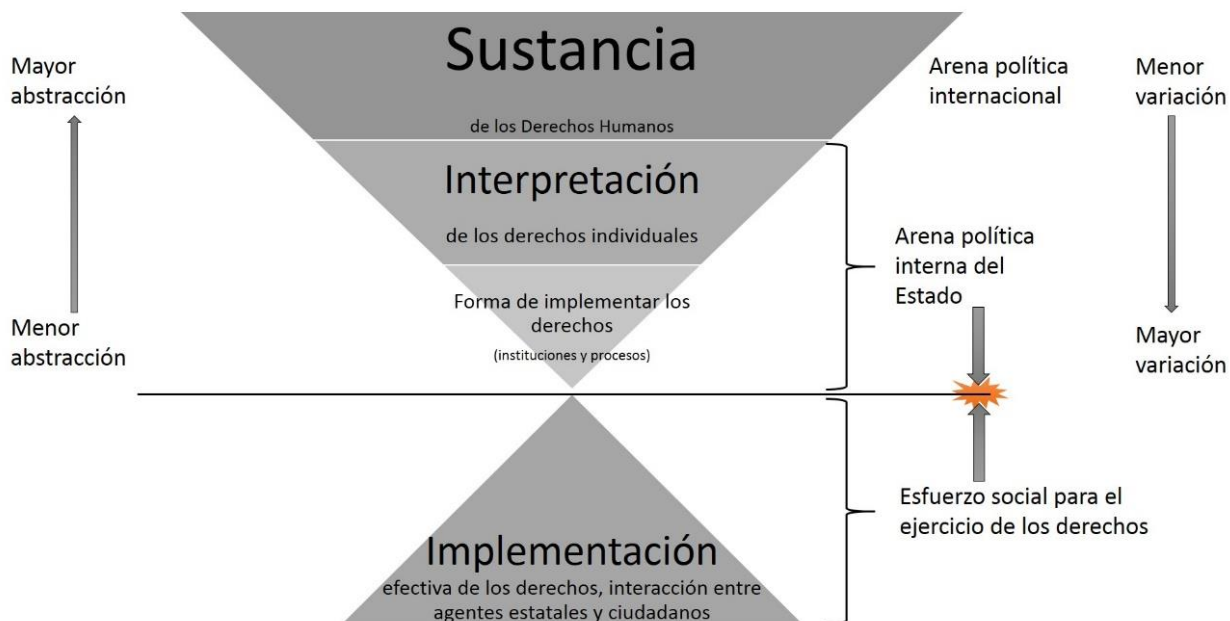 Sustancia
de los Derechos Humanos
Interpretación
de los derechos individuales
Forma de implementar los
derechos
(instituciones y procesos)
Implementación
efectiva de los derechos, interacción entre
agentes estatales y ciudadanos
Mayor
abstracción
Menor
abstracción
Arena política
internacional
Arena política
interna del
Estado
Esfuerzo social para el
ejercicio de los derechos
Menor
variación
Mayor
variación